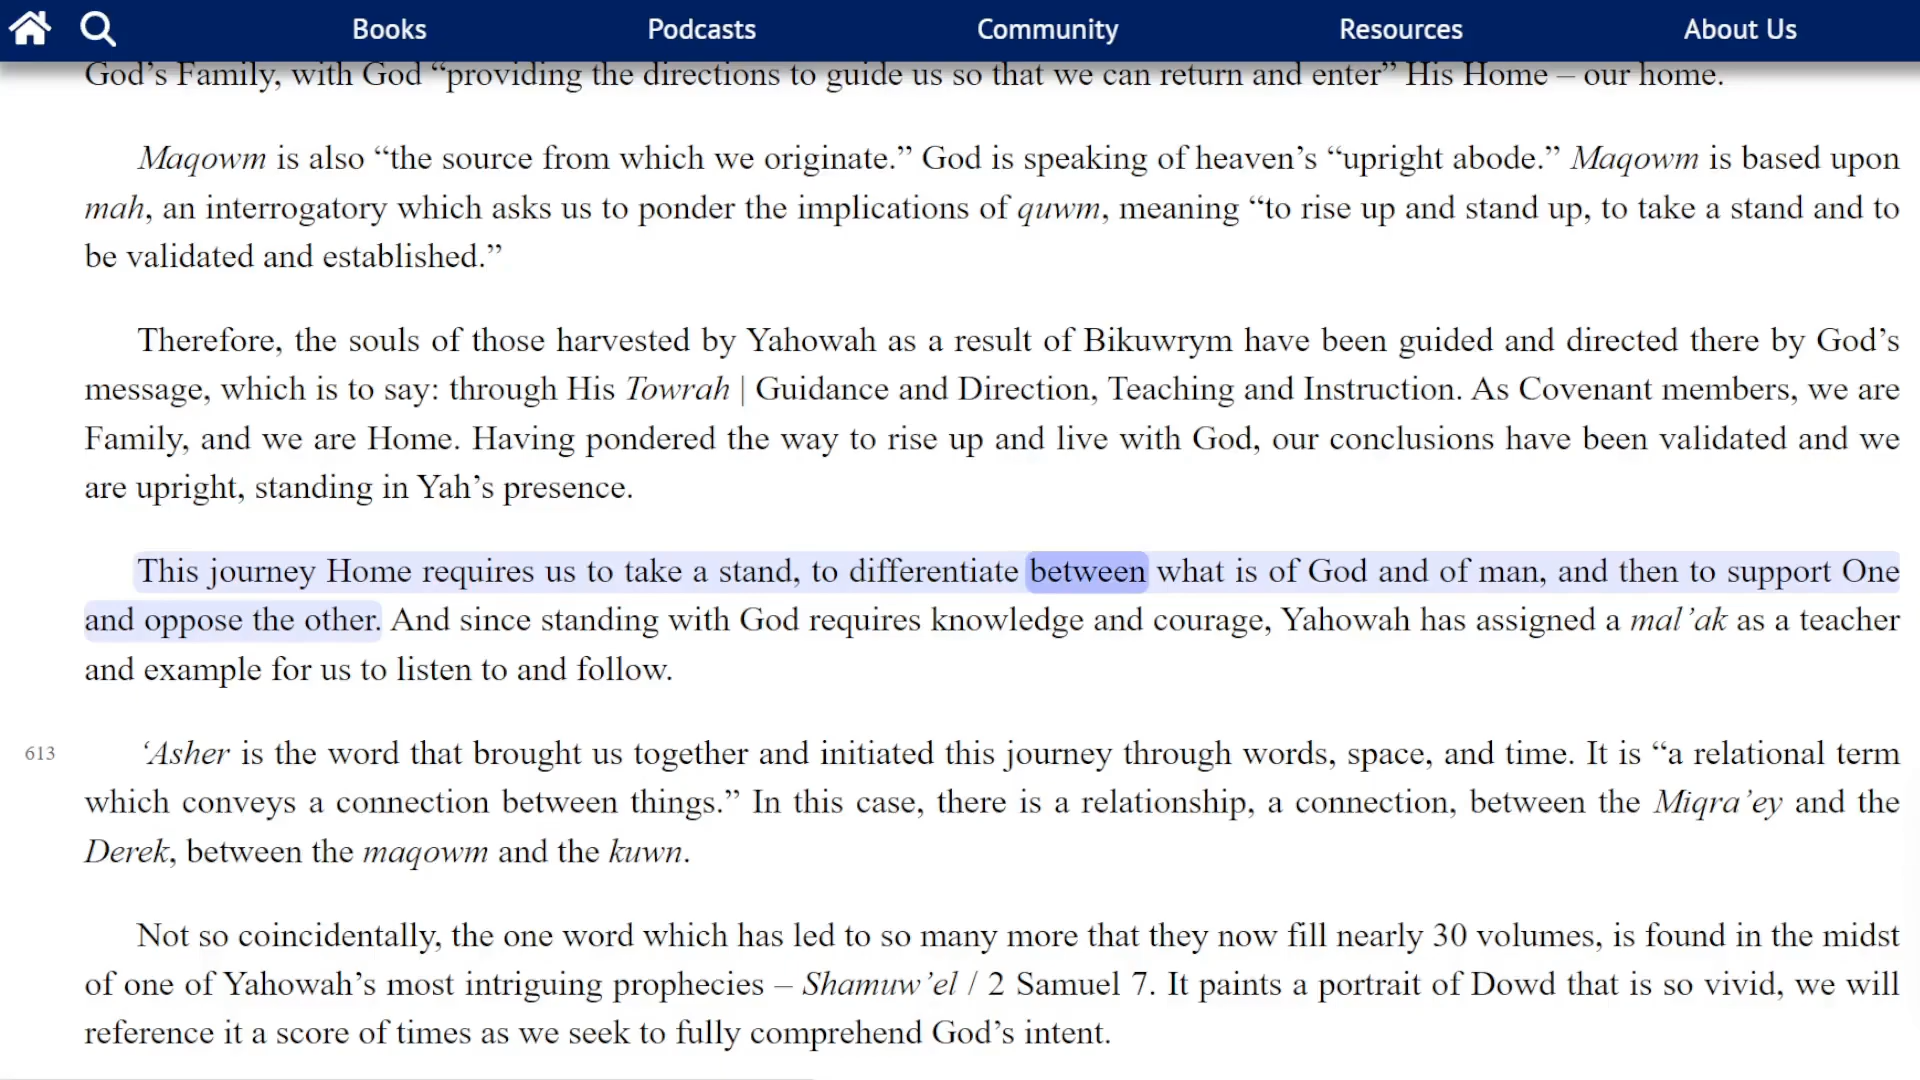 Books Podcasts Community Resources About Us
God’s Family, with God “providing the directions to guide us so that we can return and enter” His Home – our home.
Maqowm is also “the source from which we originate.” God is speaking of heaven’s “upright abode.” Maqowm is based upon
mah, an interrogatory which asks us to ponder the implications of quwm, meaning “to rise up and stand up, to take a stand and to
be validated and established.”
Therefore, the souls of those harvested by Yahowah as a result of Bikuwrym have been guided and directed there by God’s
message, which is to say: through His Towrah | Guidance and Direction, Teaching and Instruction. As Covenant members, we are
Family, and we are Home. Having pondered the way to rise up and live with God, our conclusions have been validated and we
are upright, standing in Yah’s presence.
This journey Home requires us to take a stand, to differentiate between what is of God and of man, and then to support One
and oppose the other. And since standing with God requires knowledge and courage, Yahowah has assigned a mal’ak as a teacher
and example for us to listen to and follow.
613 ‘Asher is the word that brought us together and initiated this journey through words, space, and time. It is “a relational term
which conveys a connection between things.” In this case, there is a relationship, a connection, between the Miqra’ey and the
Derek, between the maqowm and the kuwn.
Not so coincidentally, the one word which has led to so many more that they now fill nearly 30 volumes, is found in the midst
of one of Yahowah’s most intriguing prophecies – Shamuw’el / 2 Samuel 7. It paints a portrait of Dowd that is so vivid, we will
reference it a score of times as we seek to fully comprehend God’s intent.